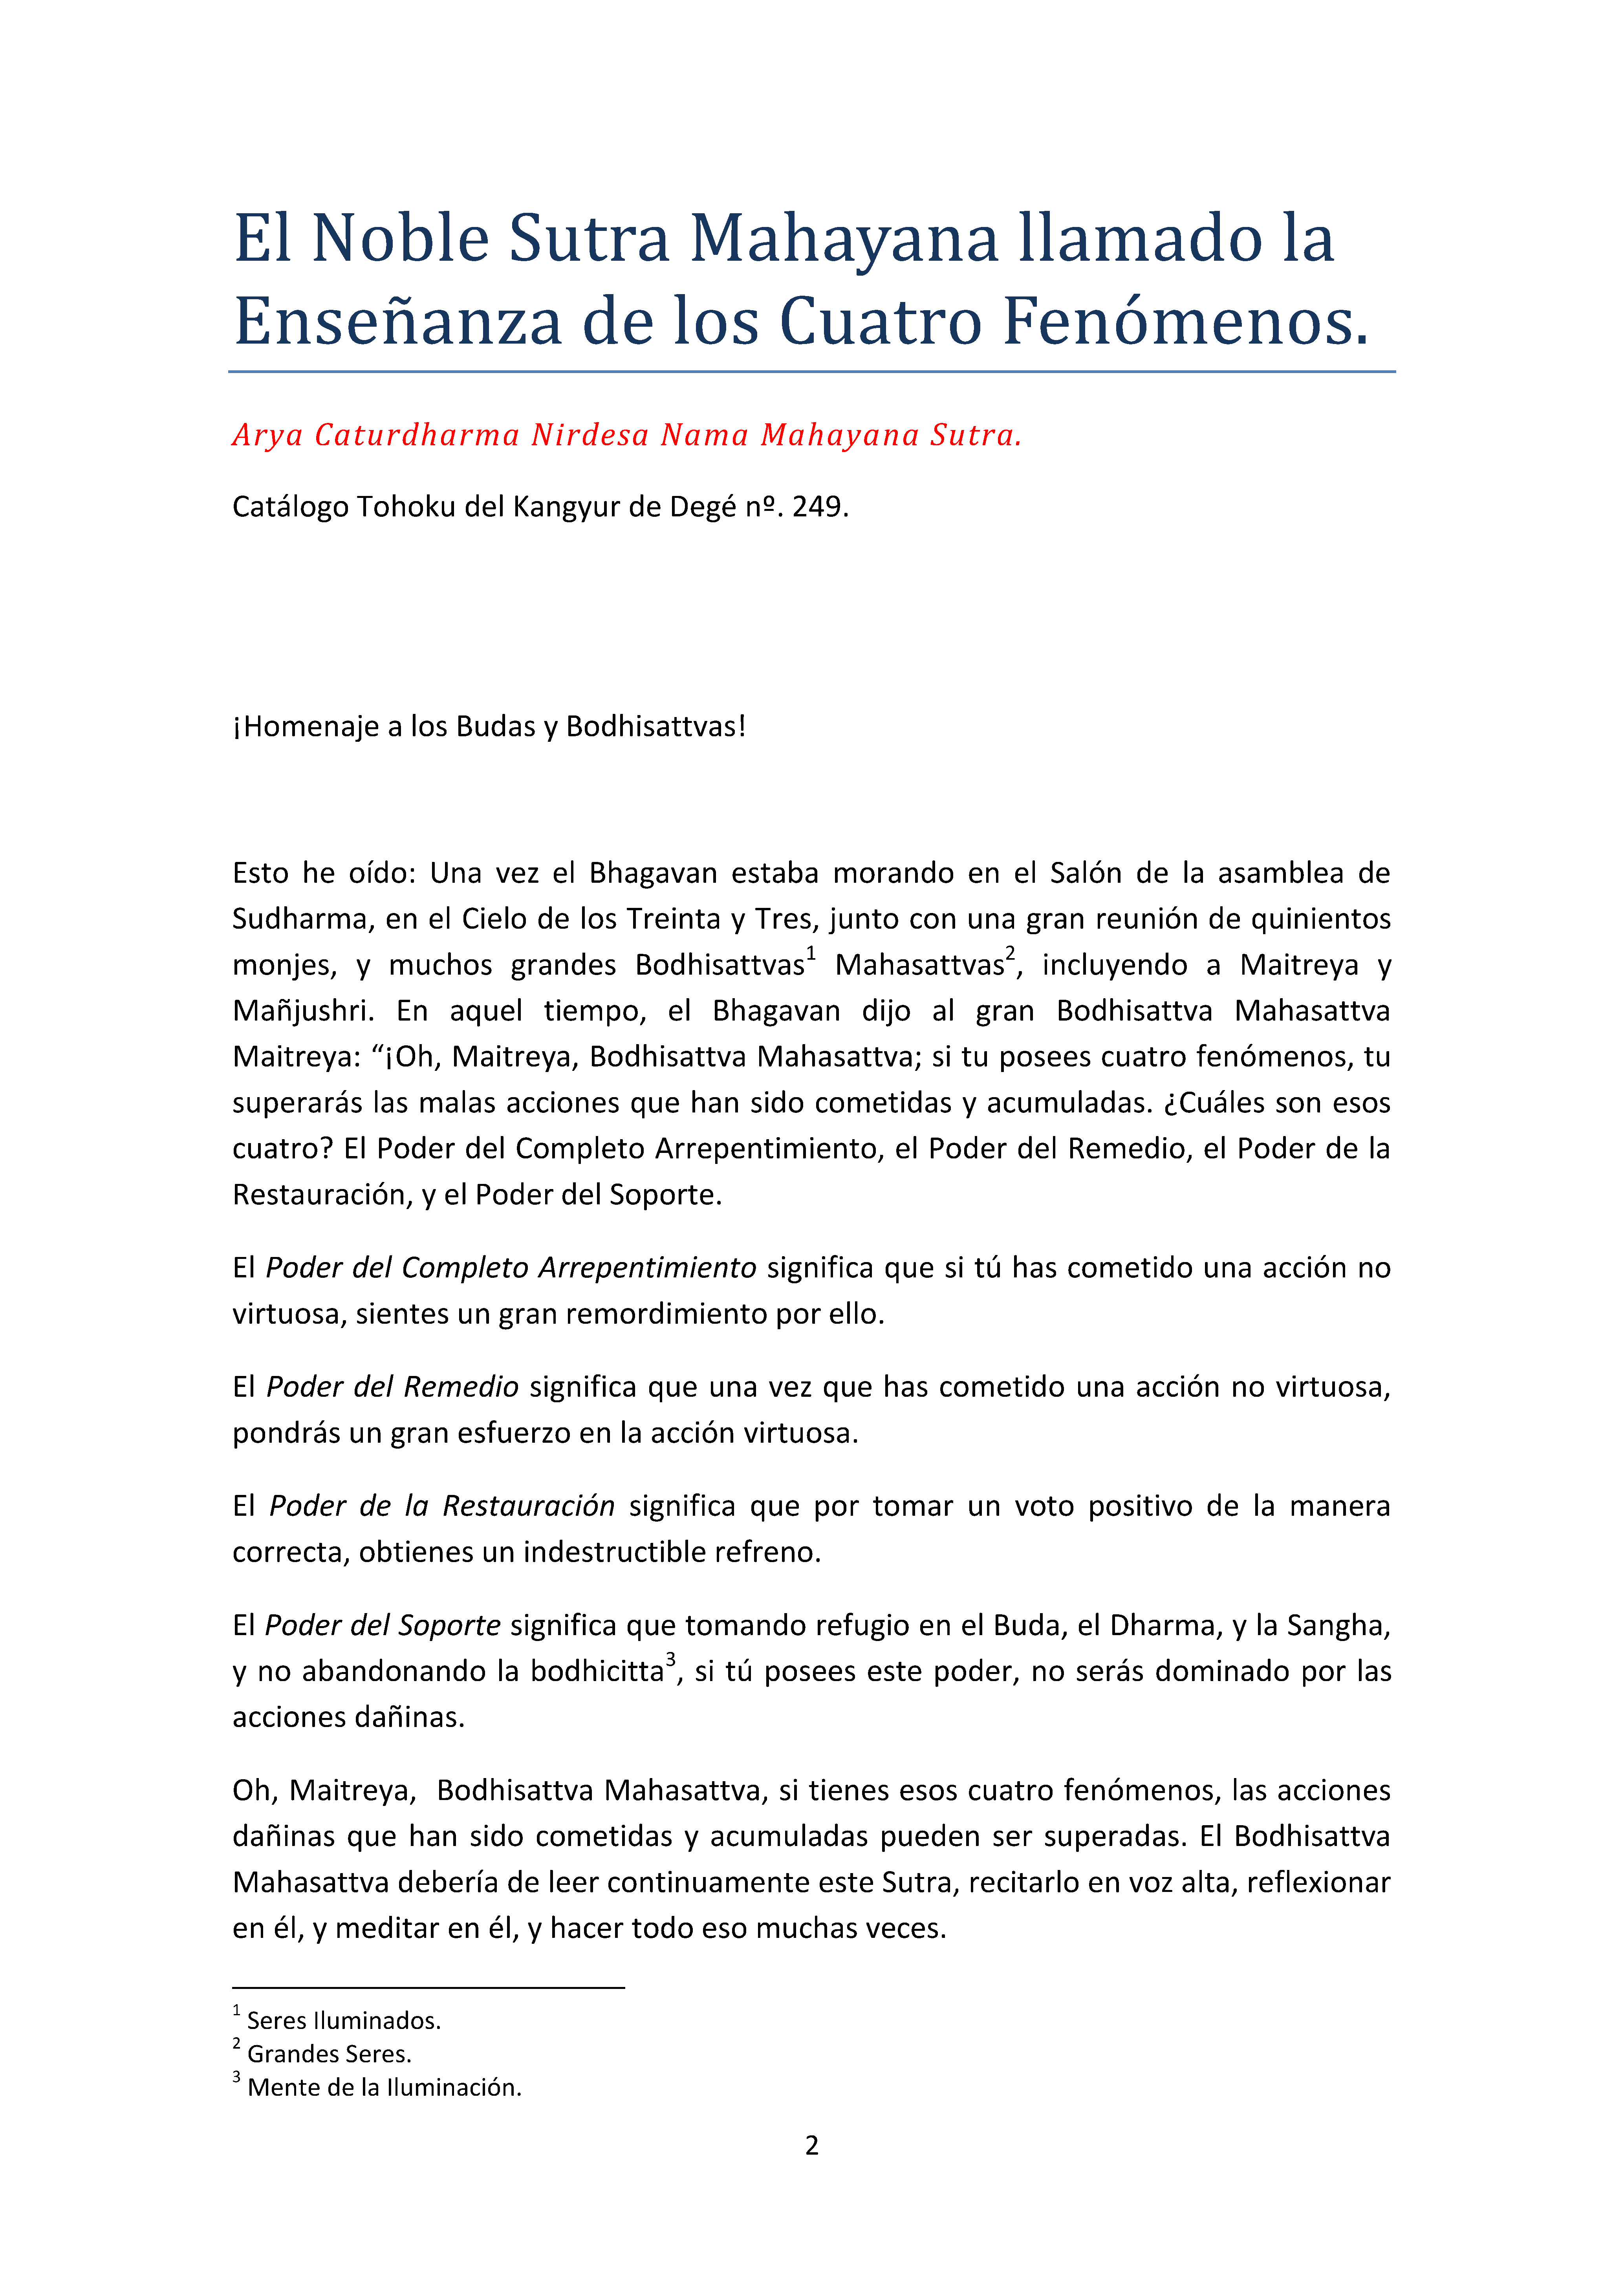 El Noble Sutra Mahayana llamado la
Enseñanza de los Cuatro Fenómenos.
Arya Caturdharma Nirdesa Nama Mahayana Sutra.
Catálogo Tohoku del Kangyur de Degé nº. 249.
¡Homenaje a los Budas y Bodhisattvas!
Esto he oído: Una vez el Bhagavan estaba morando en el Salón de la asamblea de
Sudharma, en el Cielo de los Treinta y Tres, junto con una gran reunión de quinientos
monjes, y muchos grandes Bodhisattvas1 Mahasattvas2, incluyendo a Maitreya y
Mañjushri. En aquel tiempo, el Bhagavan dijo al gran Bodhisattva Mahasattva
Maitreya: “¡Oh, Maitreya, Bodhisattva Mahasattva; si tu posees cuatro fenómenos, tu
superarás las malas acciones que han sido cometidas y acumuladas. ¿Cuáles son esos
cuatro? El Poder del Completo Arrepentimiento, el Poder del Remedio, el Poder de la
Restauración, y el Poder del Soporte.
El Poder del Completo Arrepentimiento significa que si tú has cometido una acción no
virtuosa, sientes un gran remordimiento por ello.
El Poder del Remedio significa que una vez que has cometido una acción no virtuosa,
pondrás un gran esfuerzo en la acción virtuosa.
El Poder de la Restauración significa que por tomar un voto positivo de la manera
correcta, obtienes un indestructible refreno.
El Poder del Soporte significa que tomando refugio en el Buda, el Dharma, y la Sangha,
y no abandonando la bodhicitta3, si tú posees este poder, no serás dominado por las
acciones dañinas.
Oh, Maitreya,  Bodhisattva Mahasattva, si tienes esos cuatro fenómenos, las acciones
dañinas que han sido cometidas y acumuladas pueden ser superadas. El Bodhisattva
Mahasattva debería de leer continuamente este Sutra, recitarlo en voz alta, reflexionar
en él, y meditar en él, y hacer todo eso muchas veces.
1 Seres Iluminados.
2 Grandes Seres.
3 Mente de la Iluminación.
2